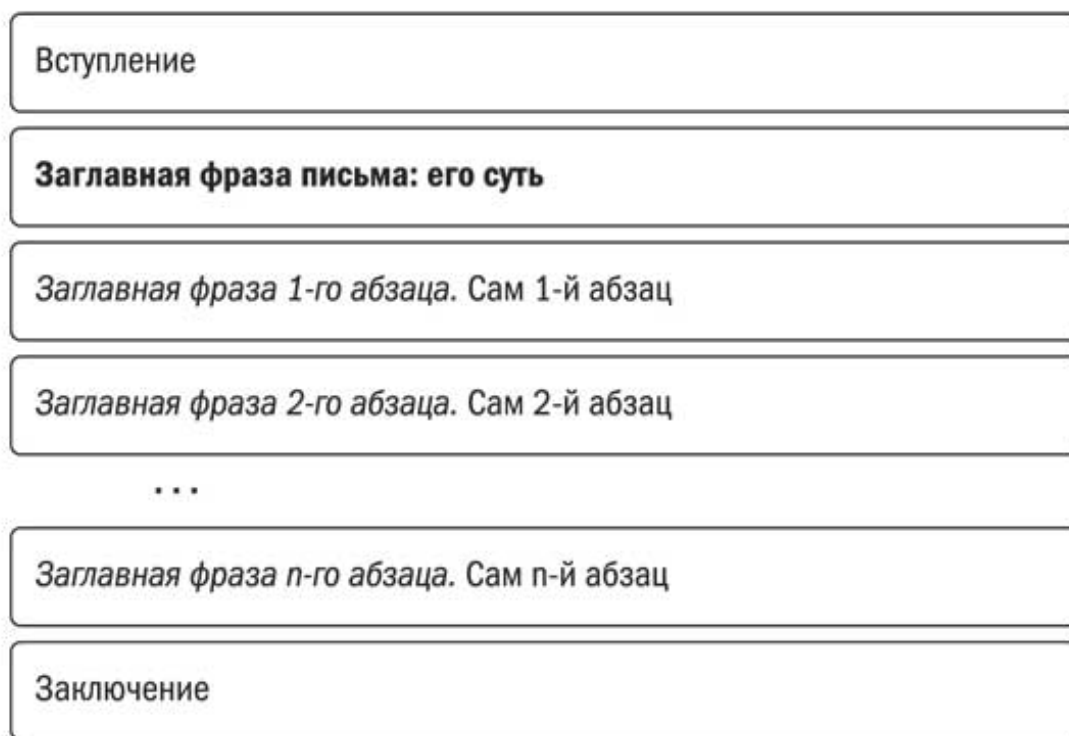 Вступление
Заглавная фраза письма: его суть
Заглавная фраза 1-го абзаца. Сам 1-й абзац
Заглавная фраза 2-го абзаца. Сам 2-й абзац
...
Заглавная фраза n-го абзаца. Сам n-й абзац
Заключение